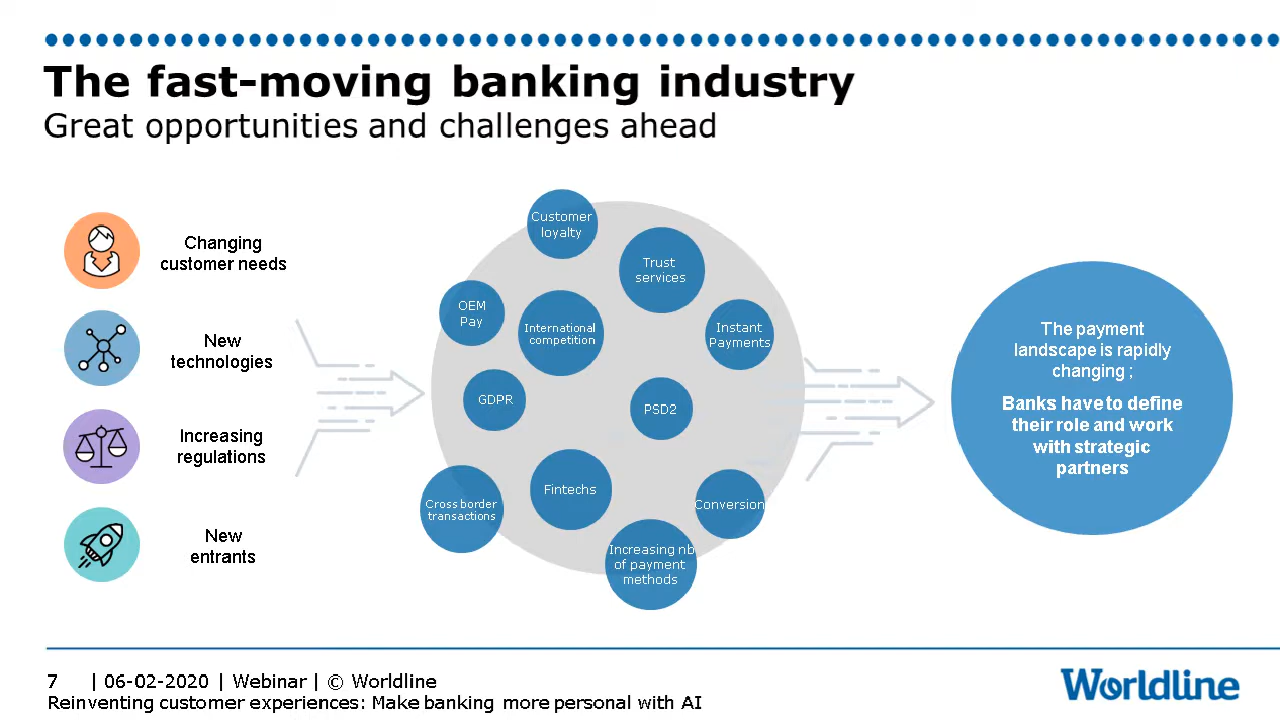 The fast-moving banking industry
Great opportunities and challenges ahead
Changing
customer needs
New
technologies
Increasing
regulations
New
entrants
Customer
loyalty
Trust
services
OEM
Pay
International
competition
Instant
Payments
GDPR
PSD2
Cross border
transactions
Fintechs
Conversion
Increasing nb
of payment
methods
The payment
landscape is rapidly
changing ;
Banks have to define
their role and work
with strategic
partners
7 | 06-02-2020 | Webinar | © Worldline
Reinventing customer experiences: Make banking more personal with AI
Worldline